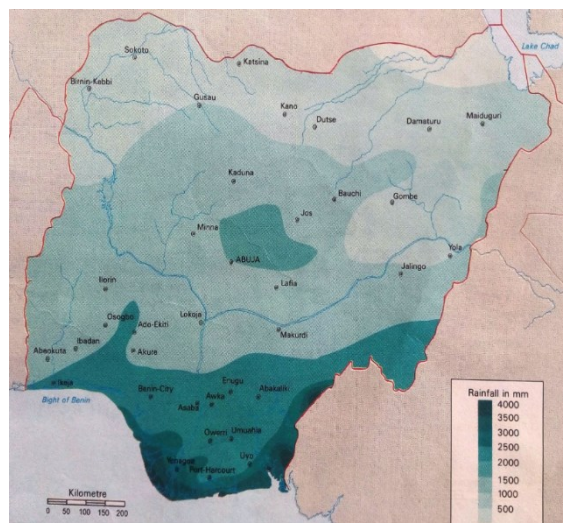 Lake Chad
Sokoto
Katsina
Birnin-Kebbi
Gusau
Kano
Dutse
Damaturu
Maiduguri
Kaduna
Bauchi
Gombe
Jos
Minna
ABUJA
Yola
Jalingo
Lafia
Ilorin
Osogbo
Ado-Ekiti
Lokoja
Makurdi
Ibadan
Akure
Abeokuta
Ikeja
Bight of Benin
Benin-City
Enugu
Abakaliki
Asaba
Awka
Owerri
Umuahia
Yenagoa
Port-Harcourt
Uyo
Rainfall in mm
4000
3500
3000
2500
2000
1500
1000
500
Kilometre
0 50 100 150 200